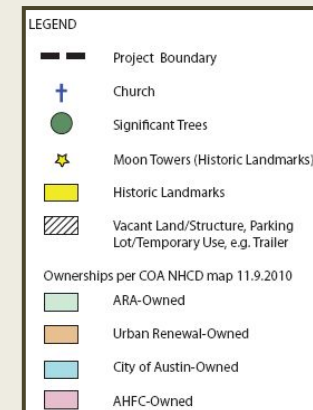 LEGEND
Project Boundary
Church
Significant Trees
Moon Towers (Historic Landmarks)
Historic Landmarks
Vacant Land/Structure, Parking
Lot/Temporary Use, e.g. Trailer
Ownerships per COA NHCD map 11.9.2010
ARA-Owned
Urban Renewal-Owned
City of Austin-Owned
AHFC-Owned